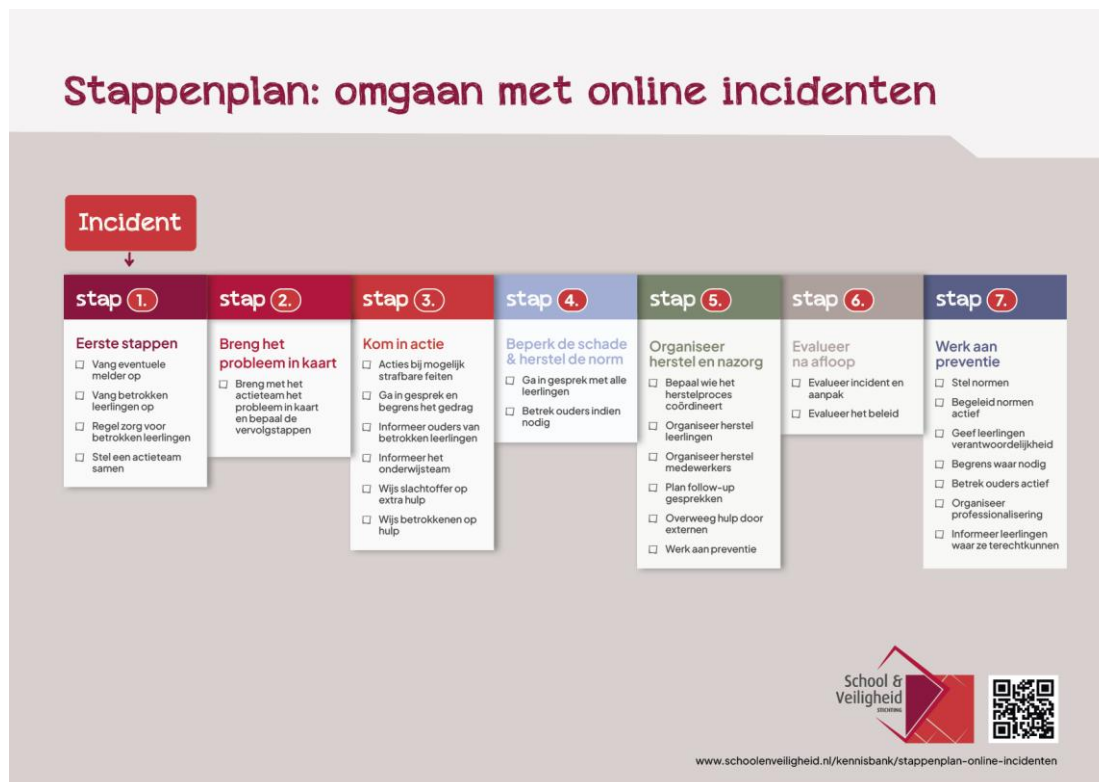 Stappenplan: omgaan met online incidenten
Incident
stap 1.
Eerste stappen
Vang eventuele
melder op
Vang betrokken
leerlingen op
Regel zorg voor
betrokken leerlingen
Stel een actieteam
samen
stap 2.
Breng het
probleem in kaart
Breng met het
actieteam het
probleem in kaart
en bepaal de
vervolgstappen
stap 3.
Kom in actie
Acties bij mogelijk
strafbare feiten
Ga in gesprek en
begrens het gedrag
Informeer ouders van
betrokken leerlingen
Informeer het
onderwijsteam
Wijs slachtoffer op
extra hulp
Wijs betrokkenen op
hulp
stap 4.
Beperk de schade
& herstel de norm
Ga in gesprek met alle
leerlingen
Betrek ouders indien
nodig
stap 5.
Organiseer
herstel en nazorg
Bepaal wie het
herstelproces
coördineert
Organiseer herstel
leerlingen
Organiseer herstel
medewerkers
Plan follow-up
gesprekken
Overweeg hulp door
externen
Werk aan preventie
stap 6.
Evalueer
na afloop
Evalueer incident en
aanpak
Evalueer het beleid
stap 7.
Werk aan
preventie
Stel normen
Begeleid normen
actief
Geef leerlingen
verantwoordelijkheid
Begrens waar nodig
Betrek ouders actief
Organiseer
professionalisering
Informeer leerlingen
waar ze terechtkunnen
School &
Veiligheid
STICHTING
www.schoolenveiligheid.nl/kennisbank/stappenplan-online-incidenten